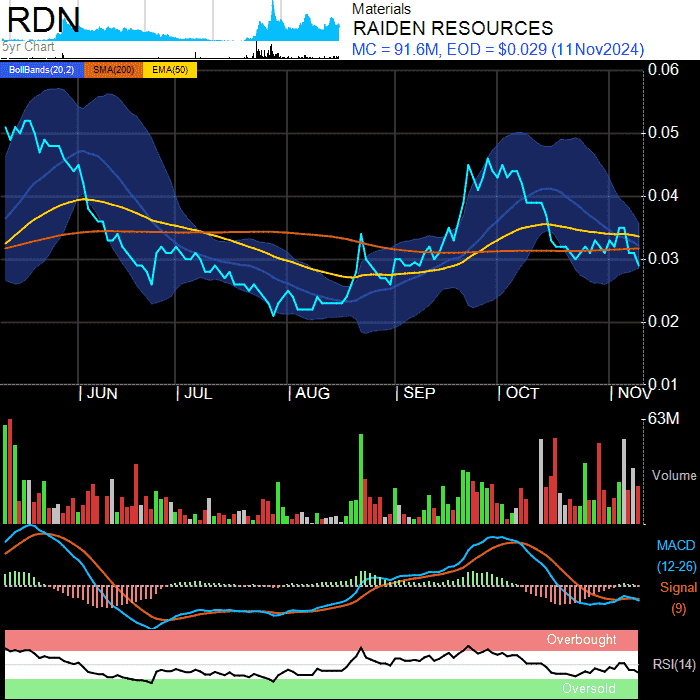 RDN
5yr Chart
Materials
RAIDEN RESOURCES
MC = 91.6M, EOD = $0.029 (11Nov2024)
BollBands(20,2) SMA(200) EMA(50)
0.06
0.05
0.04
0.03
0.02
0.01
| JUN | JUL | AUG | SEP | OCT | NOV
63M
Volume
MACD
(12-26)
Signal
(9)
Overbought
RSI(14)
Oversold